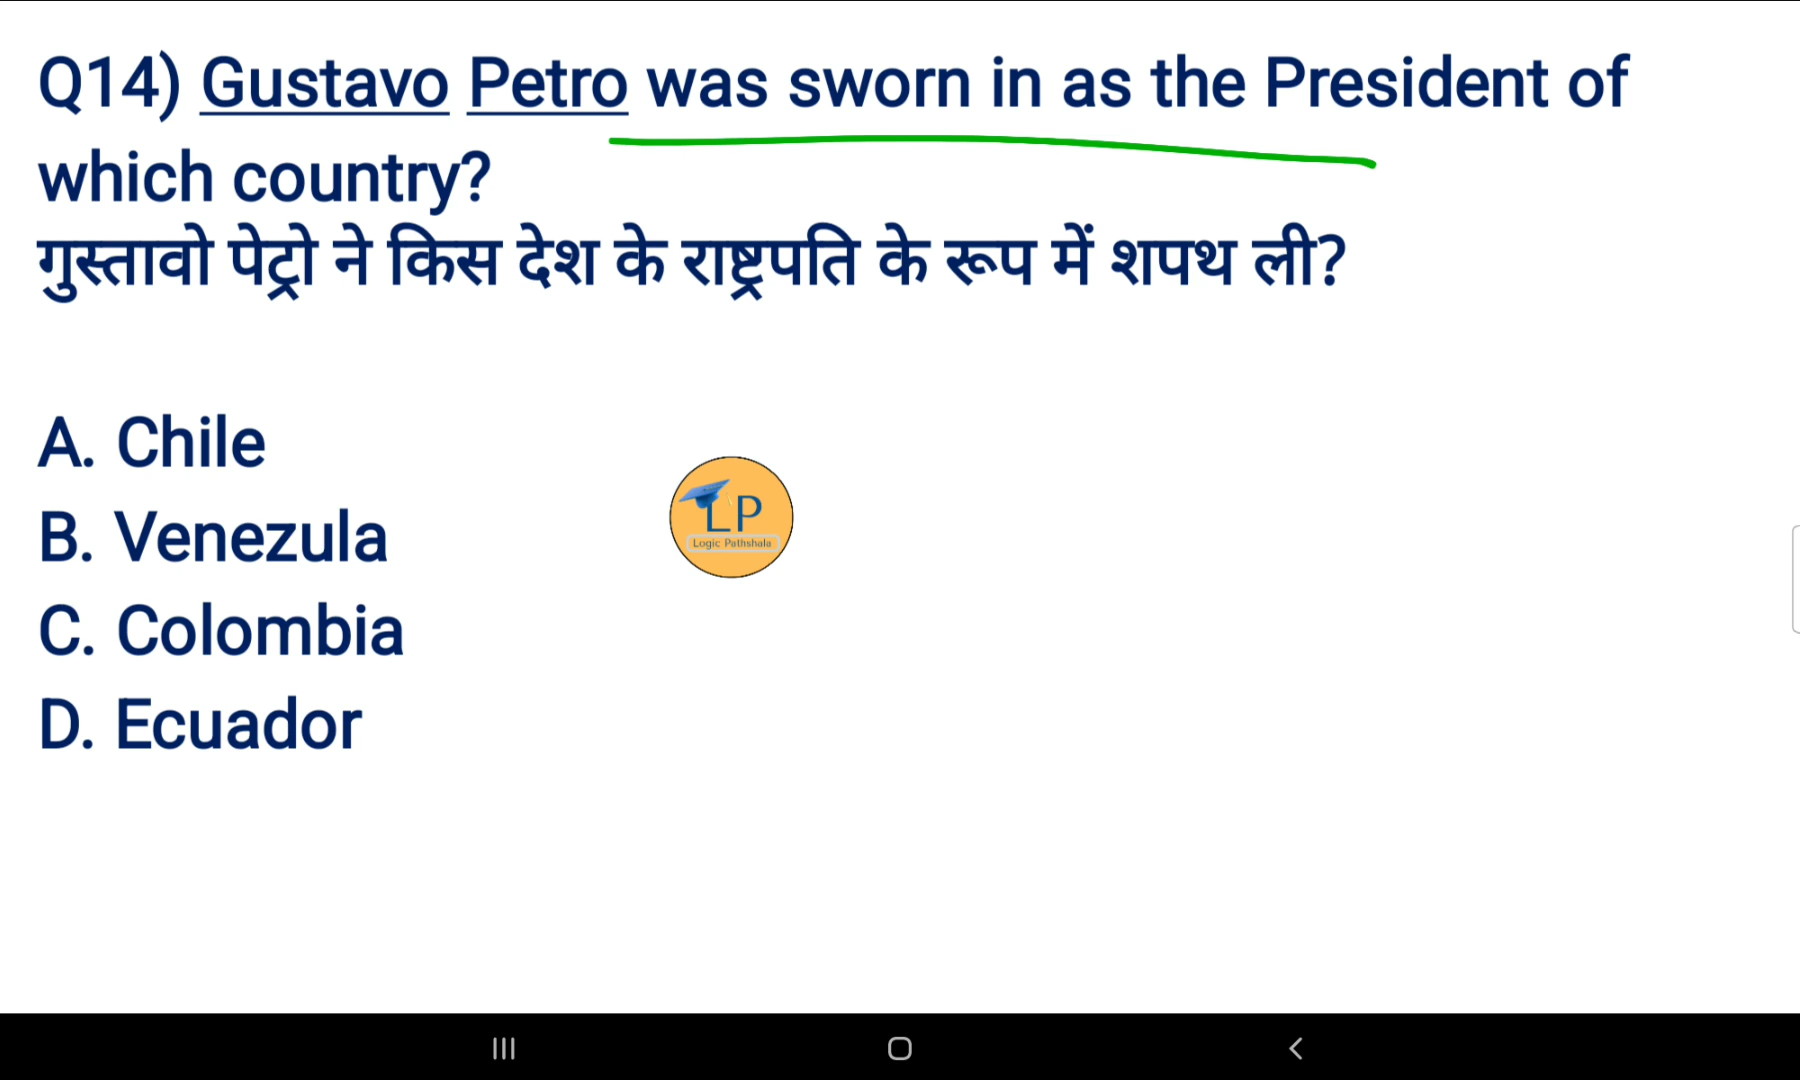 Q14) Gustavo Petro was sworn in as the President of
which country?
गुस्तावो पेट्रो ने किस देश के राष्ट्रपति के रूप में शपथ ली?
A. Chile
B. Venezula
C. Colombia
D. Ecuador
LP
Logic Pathshala